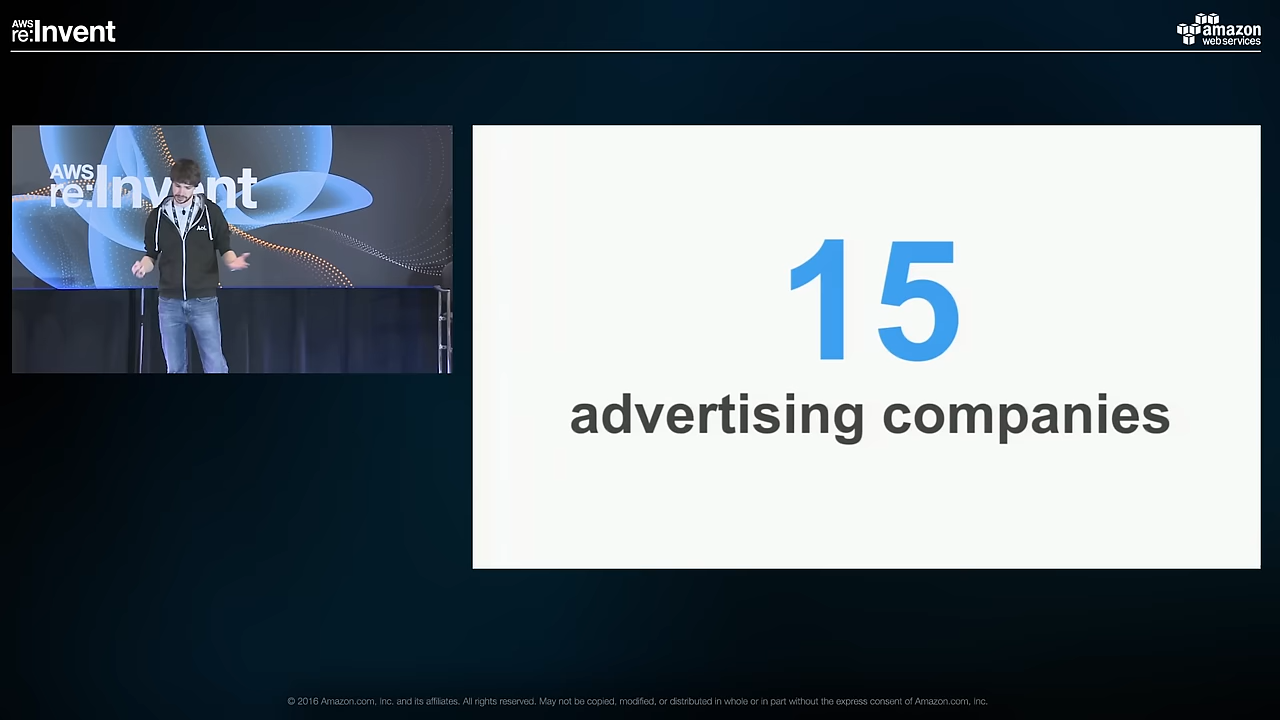 AWS
re:Invent
amazon
web services
AWS
re:Invent
Aol.
15
advertising companies
© 2016 Amazon.com, Inc. and its affiliates. All rights reserved. May not be copied, modified, or distributed in whole or in part without the express consent of Amazon.com, Inc.